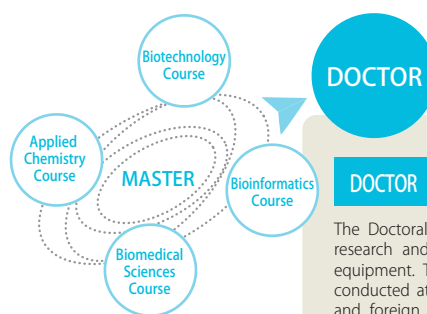 Biotechnology
Course
DOCTOR
Applied
Chemistry
Course
MASTER
Bioinformatics
Course
Biomedical
Sciences
Course
DOCTOR
The Doctoral
research and
equipment. T
conducted at
and foreign